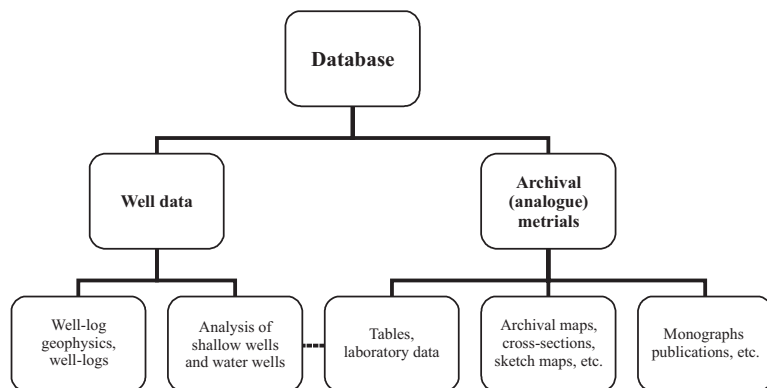 Database
Well data
Archival
(analogue)
metrials
Well-log
geophysics,
well-logs
Analysis of
shallow wells
and water wells
Tables,
laboratory data
Archival maps,
cross-sections,
sketch maps, etc.
Monographs
publications, etc.